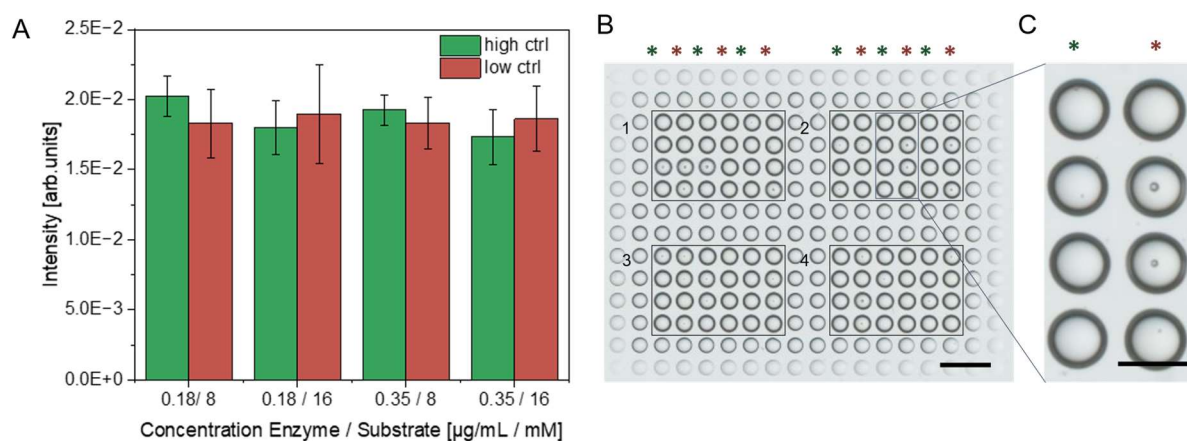 A
2.5E−2
2.0E−2
1.5E−2
1.0E−2
5.0E−3
0.0E+0
Intensity [arb.units]
high ctrl
low ctrl
0.18/ 8
0.18 / 16
0.35 / 8
0.35 / 16
Concentration Enzyme / Substrate [µg/mL / mM]
B
* * * * * *
* * * * * *
1
2
3
4
C
* *